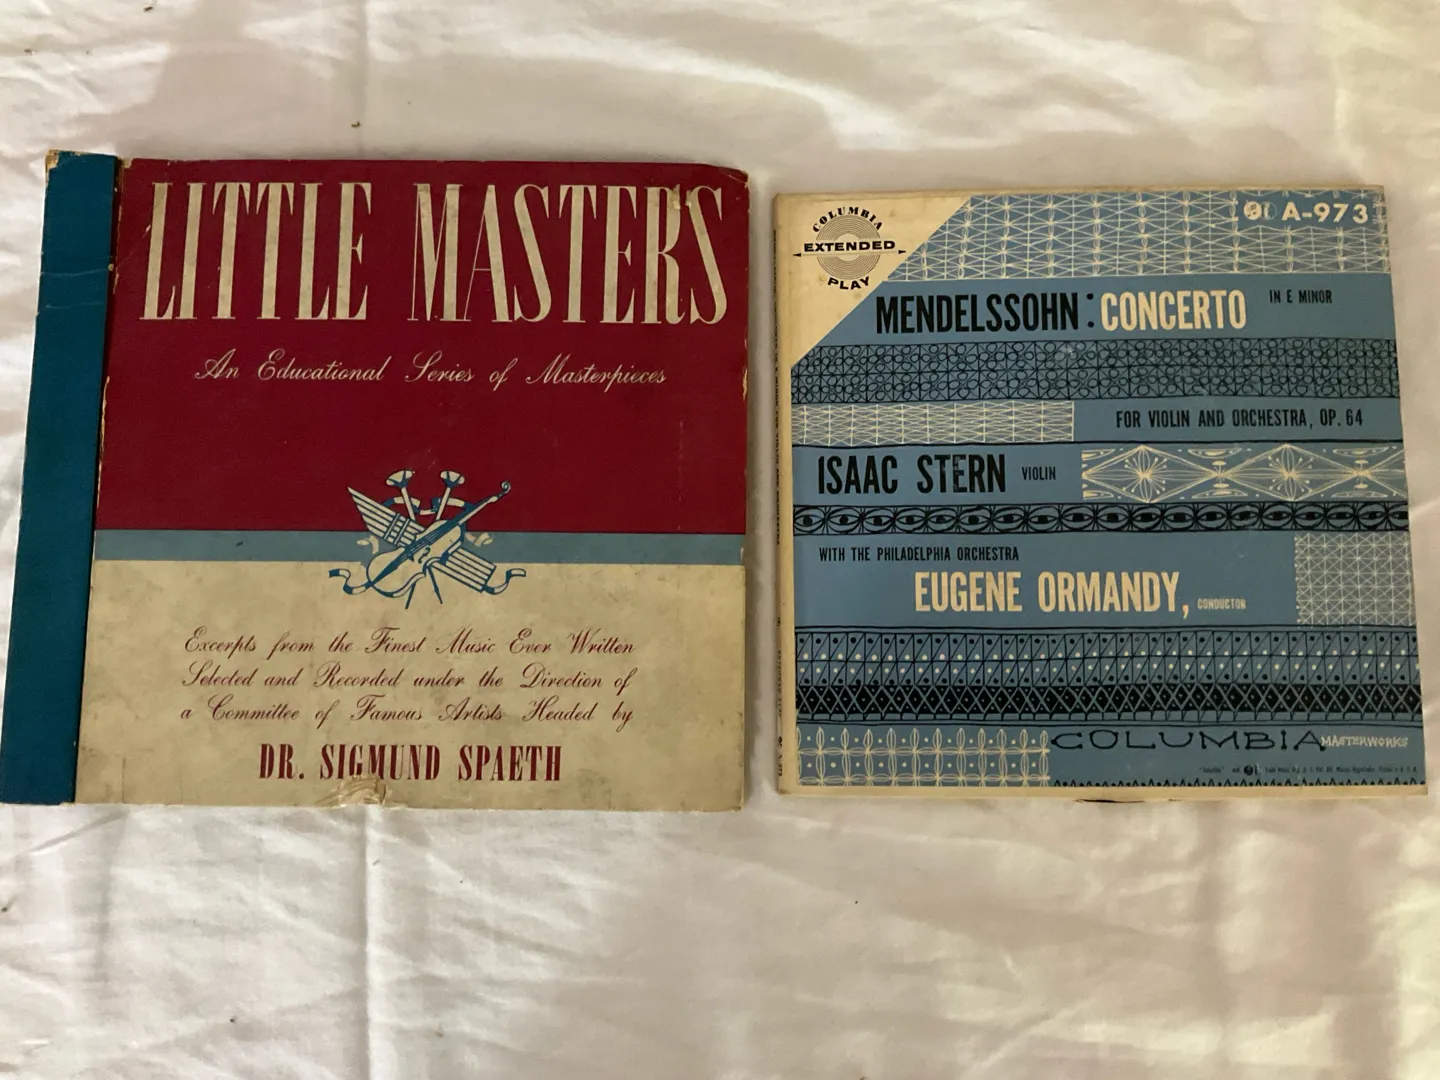 LITTLE MASTERS
An Educational Series of Masterpieces
Excerpts from the Finest Music Ever Written
Selected and Recorded under the Direction of
a Committee of Famous Artists Headed by
DR. SIGMUND SPAETH
COLUMBIA
EXTENDED
PLAY
A-973
MENDELSSOHN: CONCERTO IN E MINOR
FOR VIOLIN AND ORCHESTRA, OP. 64
ISAAC STERN VIOLIN
WITH THE PHILADELPHIA ORCHESTRA
EUGENE ORMANDY, CONDUCTOR
COLUMBIA MASTERWORKS